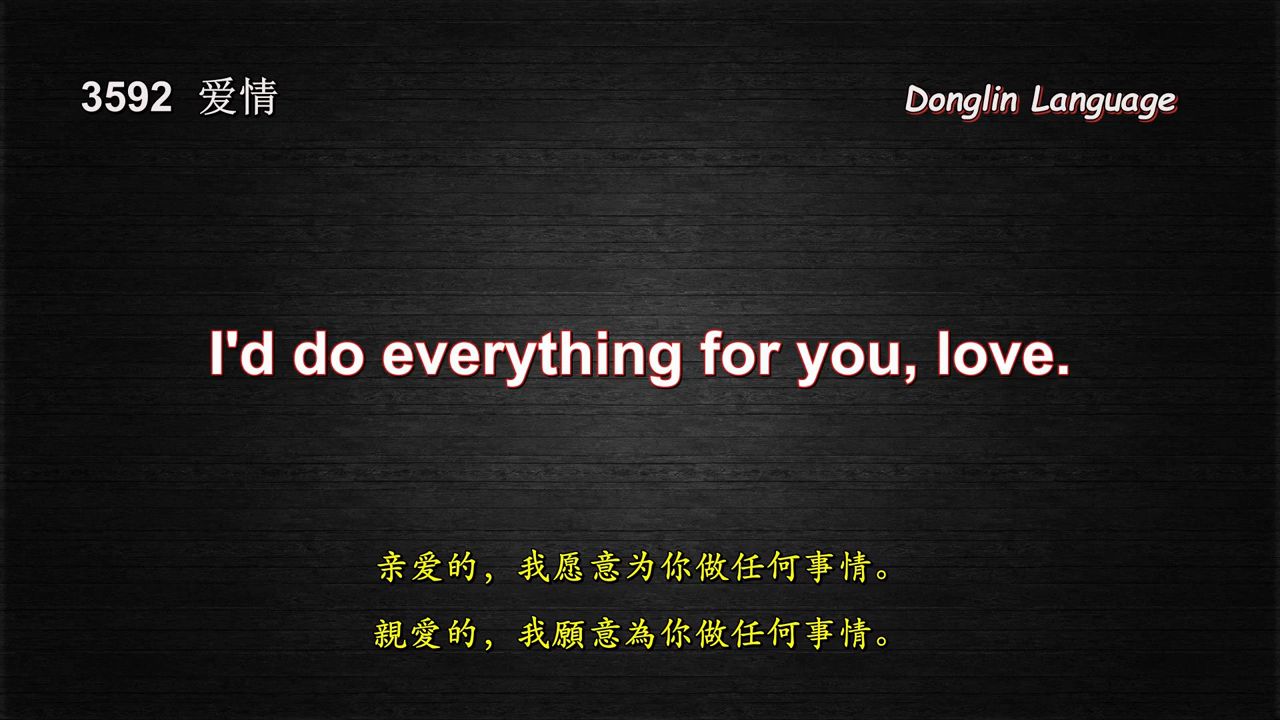 3592 爱情
Donglin Language
I'd do everything for you, love.
亲爱的，我愿意为你做任何事情。
親愛的，我願意為你做任何事情。